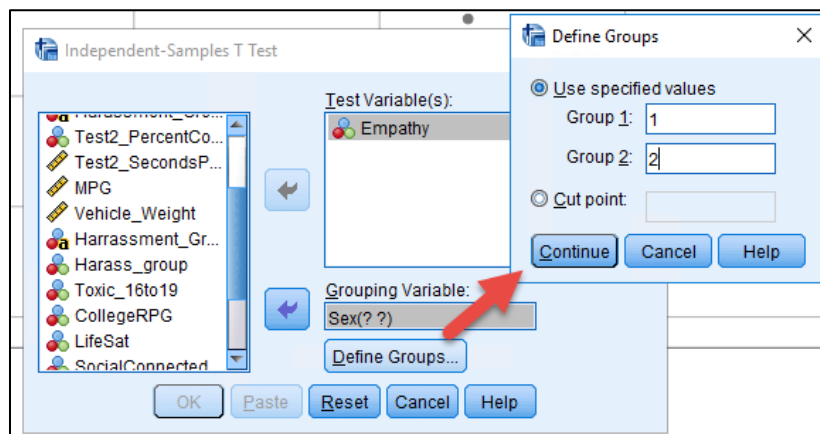 Independent-Samples T Test
Test2_PercentCo...
Test2_SecondsP...
MPG
Vehicle_Weight
Harrassment_Gr...
Harass_group
Toxic_16to19
CollegeRPG
LifeSat
SocialConnected
Test Variable(s):
Empathy
Grouping Variable:
Sex(? ?)
Define Groups...
OK
Paste
Reset
Cancel
Help
Define Groups
Use specified values
Group 1: 1
Group 2: 2
Cut point:
Continue
Cancel
Help